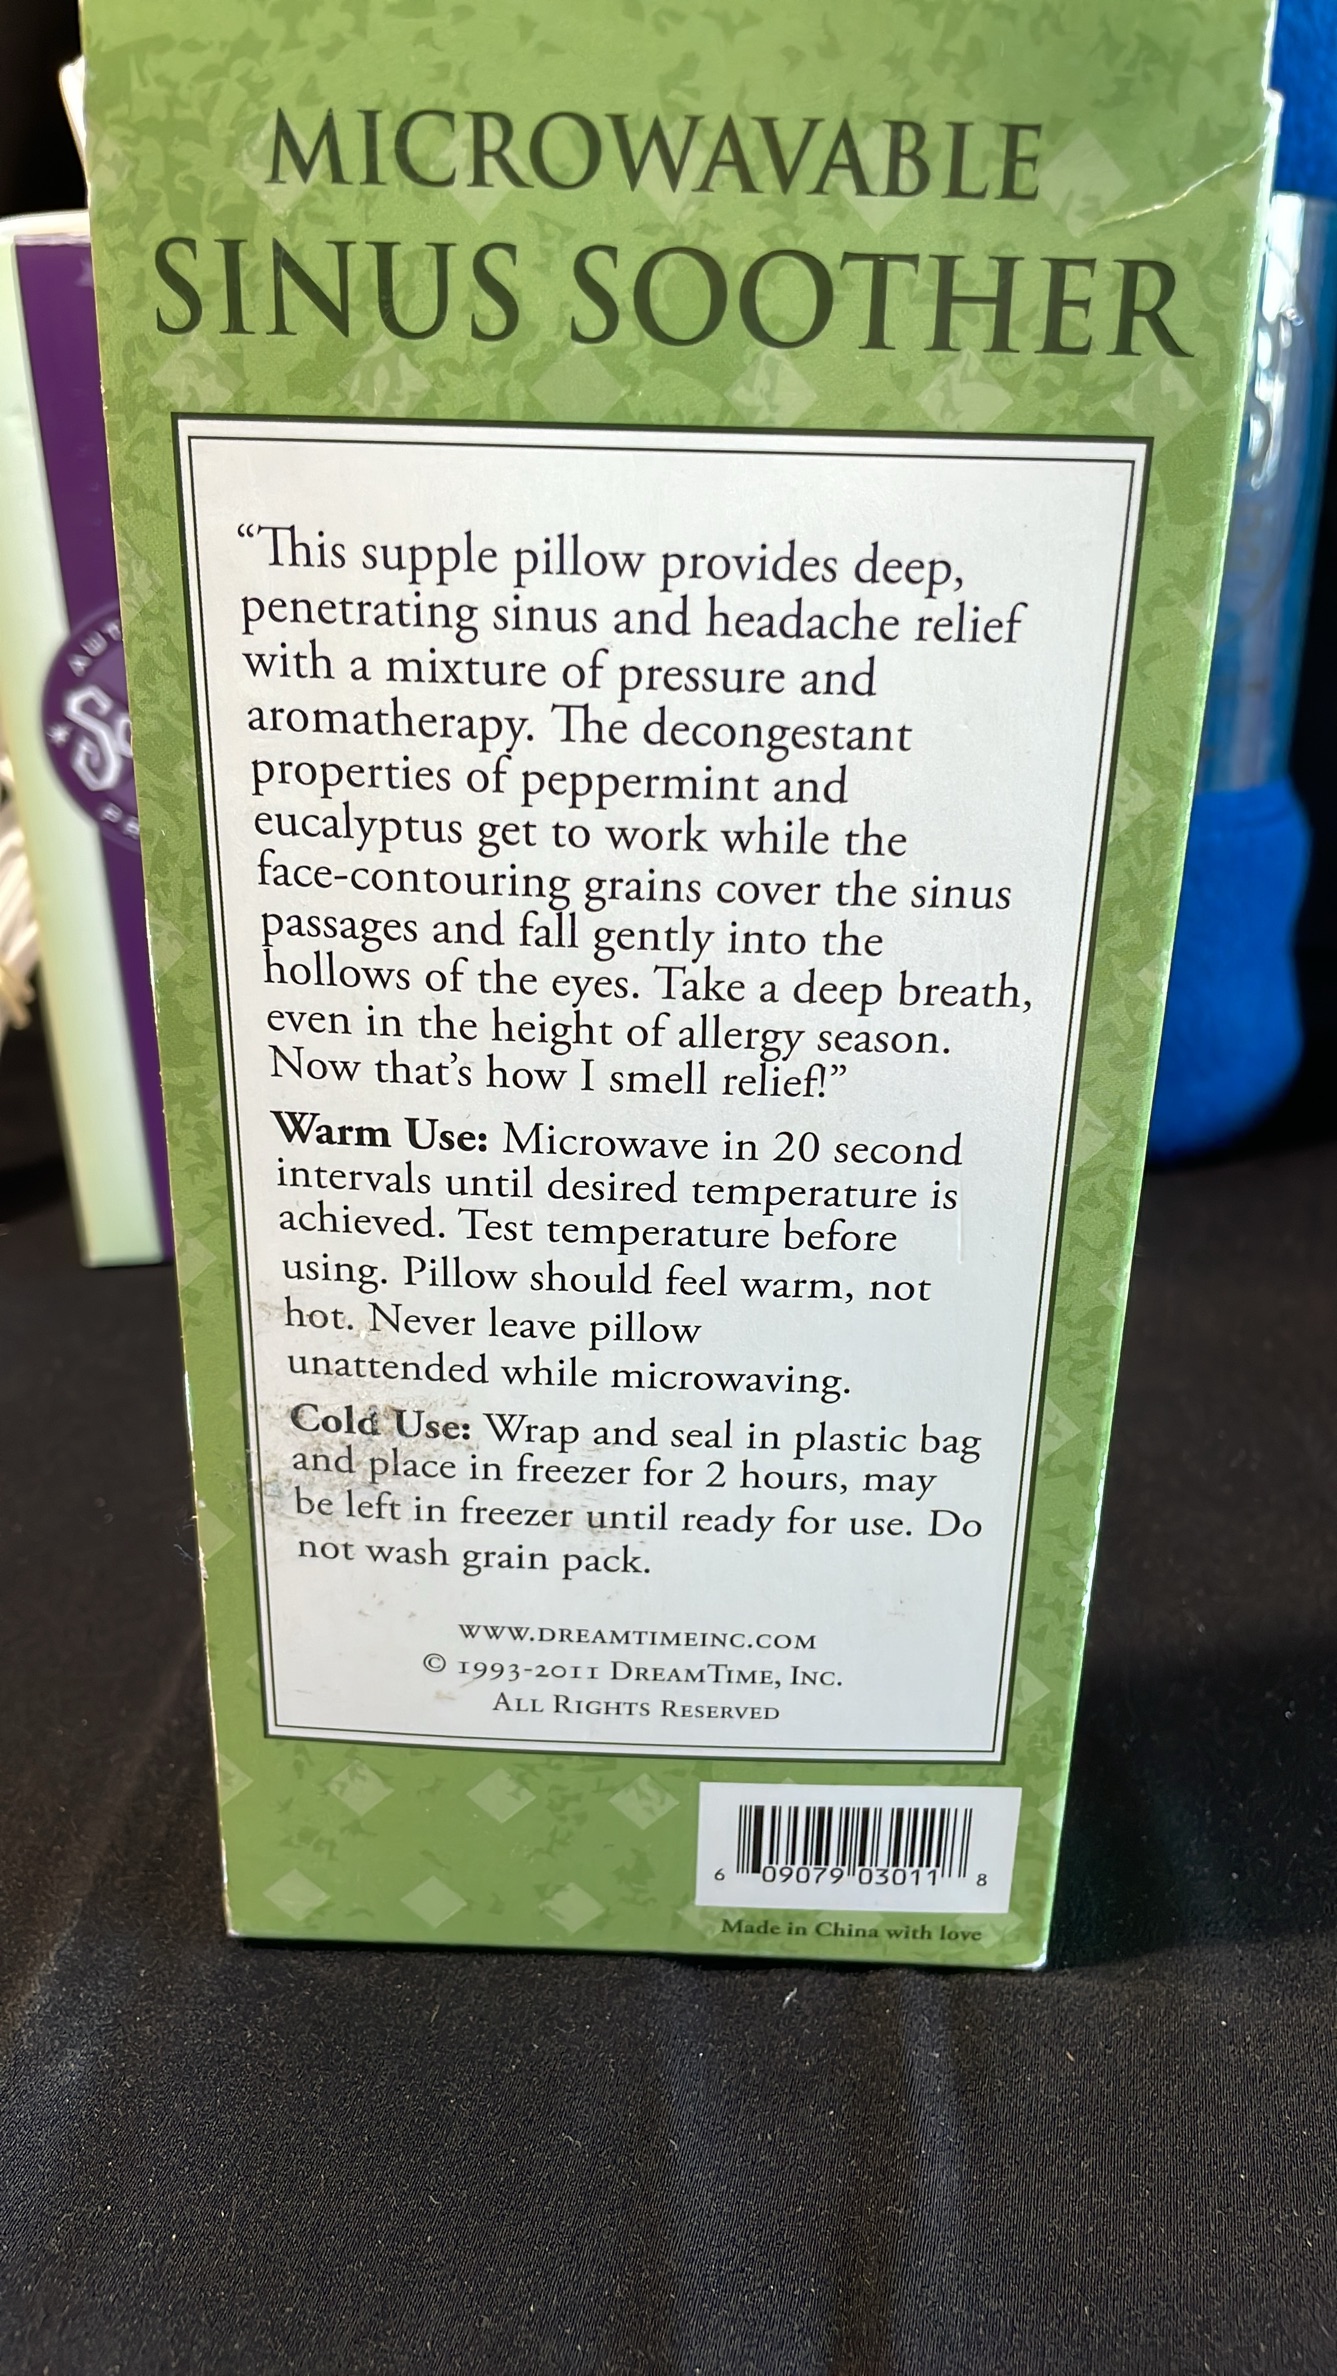 MICROWAVABLE
SINUS SOOTHER
“This supple pillow provides deep,
penetrating sinus and headache relief
with a mixture of pressure and
aromatherapy. The decongestant
properties of peppermint and
eucalyptus get to work while the
face-contouring grains cover the sinus
passages and fall gently into the
hollows of the eyes. Take a deep breath,
even in the height of allergy season.
Now that’s how I smell relief!”
Warm Use: Microwave in 20 second
intervals until desired temperature is
achieved. Test temperature before
using. Pillow should feel warm, not
hot. Never leave pillow
unattended while microwaving.
Cold Use: Wrap and seal in plastic bag
and place in freezer for 2 hours, may
be left in freezer until ready for use. Do
not wash grain pack.
WWW.DREAMTIMEINC.COM
© 1993-2011 DREAMTIME, INC.
ALL RIGHTS RESERVED
6 09079 03011 8
Made in China with love